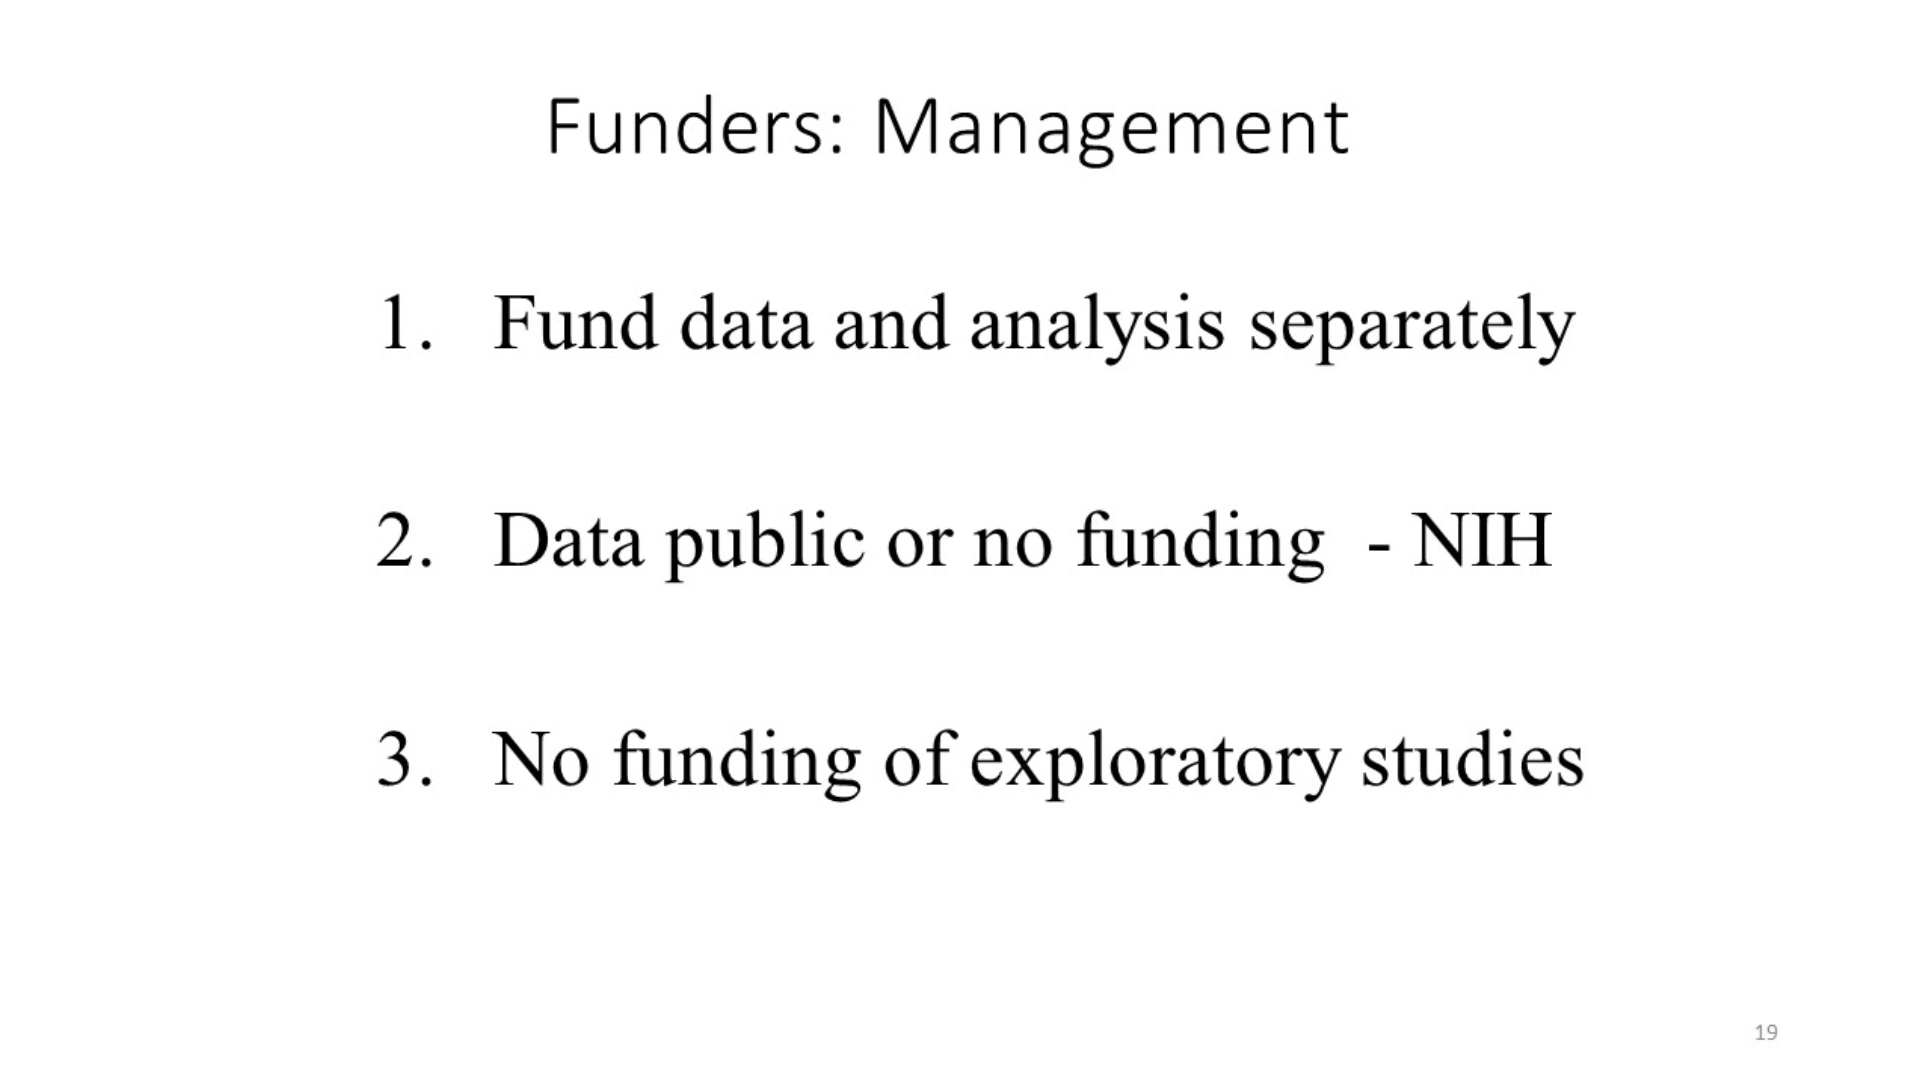 Funders: Management
1. Fund data and analysis separately
2. Data public or no funding - NIH
3. No funding of exploratory studies
19